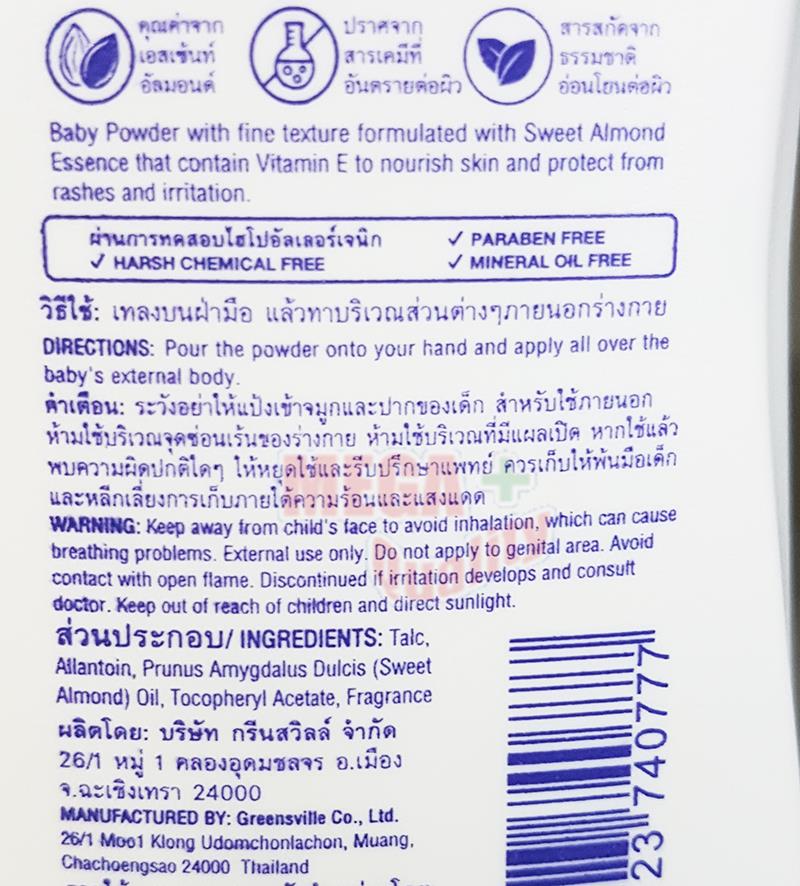 คุณค่าจาก
เอสเซ้นท์
อัลมอนด์
ปราศจาก
สารเคมีที่
อันตรายต่อผิว
สารสกัดจาก
ธรรมชาติ
อ่อนโยนต่อผิว
Baby Powder with fine texture formulated with Sweet Almond
Essence that contain Vitamin E to nourish skin and protect from
rashes and irritation.
ผ่านการทดสอบไฮโปอัลเลอร์เจนิก ✓ PARABEN FREE
✓ HARSH CHEMICAL FREE ✓ MINERAL OIL FREE
วิธีใช้: เทลงบนฝ่ามือ แล้วทาบริเวณส่วนต่างๆภายนอกร่างกาย
DIRECTIONS: Pour the powder onto your hand and apply all over the
baby's external body.
คำเตือน: ระวังอย่าให้แป้งเข้าจมูกและปากของเด็ก สำหรับใช้ภายนอก
ห้ามใช้บริเวณจุดซ่อนเร้นของร่างกาย ห้ามใช้บริเวณที่มีแผลเปิด หากใช้แล้ว
พบความผิดปกติใดๆ ให้หยุดใช้และรีบปรึกษาแพทย์ ควรเก็บให้พ้นมือเด็ก
และหลีกเลี่ยงการเก็บภายใต้ความร้อนและแสงแดด
MEGA +
Quality
WARNING: Keep away from child's face to avoid inhalation, which can cause
breathing problems. External use only. Do not apply to genital area. Avoid
contact with open flame. Discontinued if irritation develops and consult
doctor. Keep out of reach of children and direct sunlight.
ส่วนประกอบ/ INGREDIENTS: Talc,
Allantoin, Prunus Amygdalus Dulcis (Sweet
Almond) Oil, Tocopheryl Acetate, Fragrance
ผลิตโดย: บริษัท กรีนสวิลล์ จำกัด
26/1 หมู่ 1 คลองอุดมชลจร อ.เมือง
จ.ฉะเชิงเทรา 24000
MANUFACTURED BY: Greensville Co., Ltd.
26/1 Moo1 Klong Udomchonlachon, Muang,
Chachoengsao 24000 Thailand
23 740777